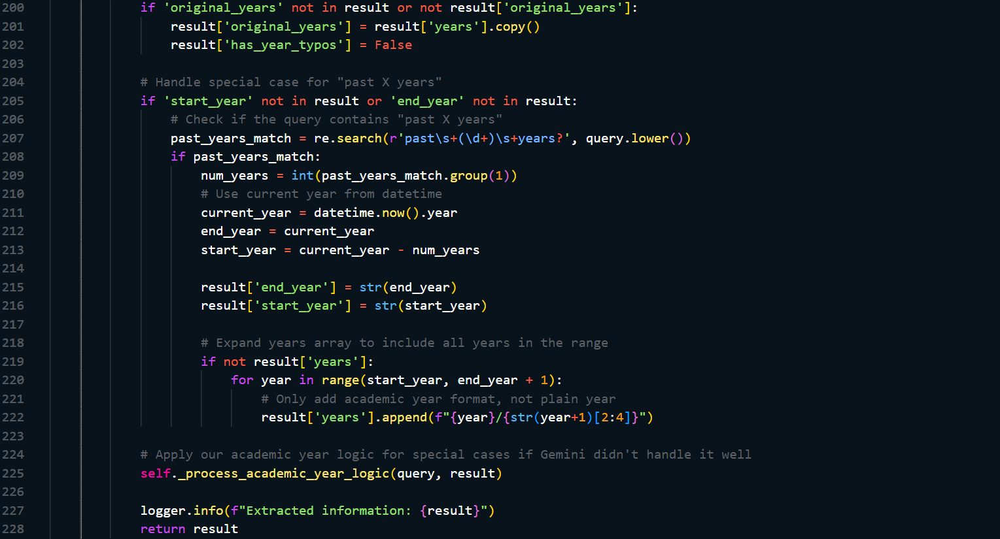 200 if 'original_years' not in result or not result['original_years']:
201 result['original_years'] = result['years'].copy()
202 result['has_year_typos'] = False
203
204 # Handle special case for "past X years"
205 if 'start_year' not in result or 'end_year' not in result:
206 # Check if the query contains "past X years"
207 past_years_match = re.search(r'past\s+(\d+)\s+years?', query.lower())
208 if past_years_match:
209 num_years = int(past_years_match.group(1))
210 # Use current year from datetime
211 current_year = datetime.now().year
212 end_year = current_year
213 start_year = current_year - num_years
214
215 result['end_year'] = str(end_year)
216 result['start_year'] = str(start_year)
217
218 # Expand years array to include all years in the range
219 if not result['years']:
220 for year in range(start_year, end_year + 1):
221 # Only add academic year format, not plain year
222 result['years'].append(f"{year}/{str(year+1)[2:4]}")
223
224 # Apply our academic year logic for special cases if Gemini didn't handle it well
225 self._process_academic_year_logic(query, result)
226
227 logger.info(f"Extracted information: {result}")
228 return result